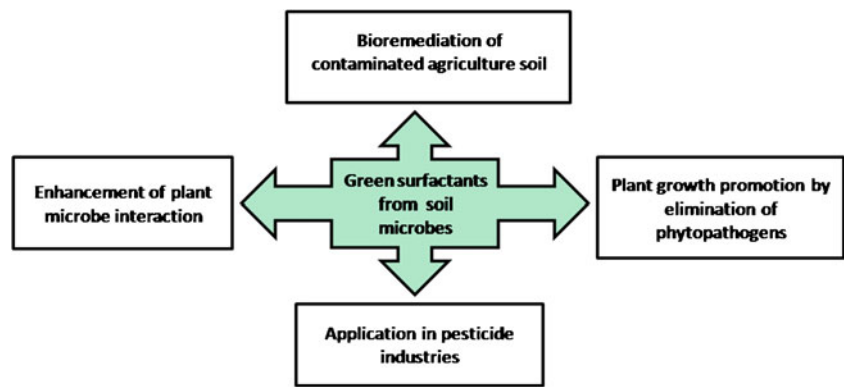 Bioremediation of
contaminated agriculture soil
Enhancement of plant
microbe interaction
Green surfactants
from soil
microbes
Plant growth promotion by
elimination of
phytopathogens
Application in pesticide
industries